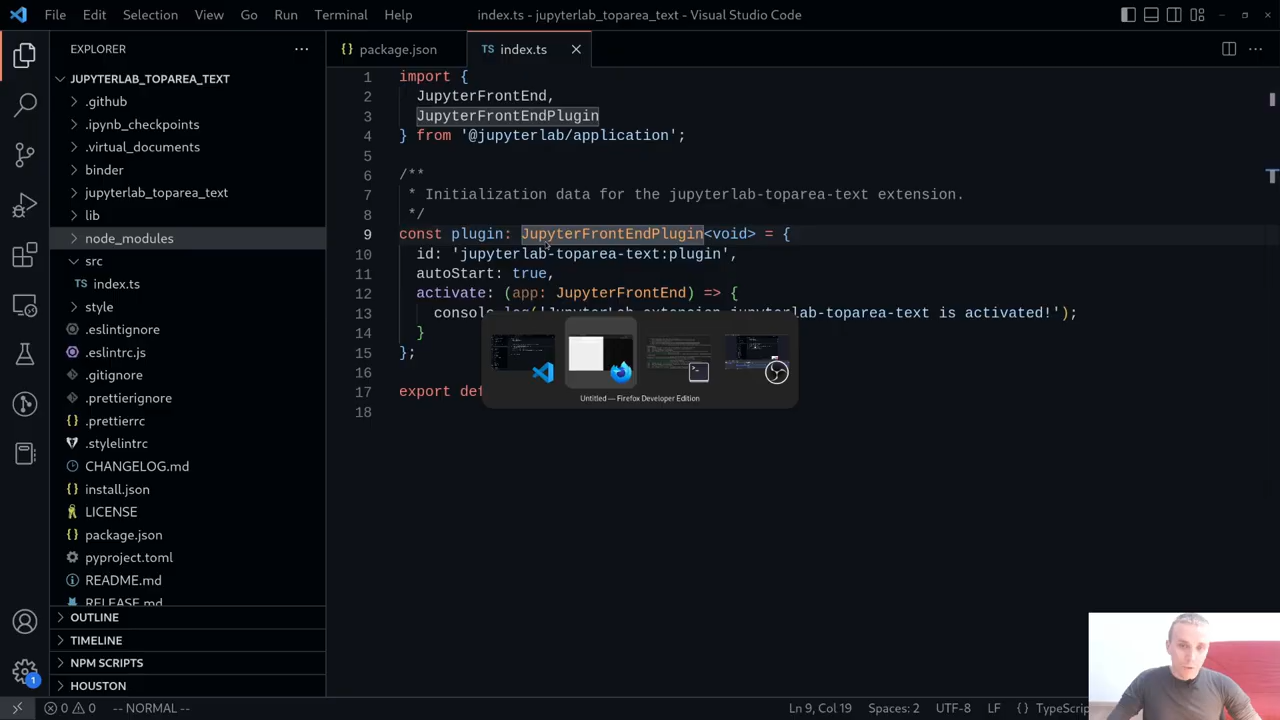 File Edit Selection View Go Run Terminal Help
index.ts - jupyterlab_toparea_text - Visual Studio Code
EXPLORER
JUPYTERLAB_TOPAREA_TEXT
.github
.ipynb_checkpoints
.virtual_documents
binder
jupyterlab_toparea_text
lib
node_modules
src
TS index.ts
style
.eslintignore
.eslintrc.js
.gitignore
.prettierignore
.prettierrc
.stylelintrc
CHANGELOG.md
install.json
LICENSE
{} package.json
pyproject.toml
README.md
RELEASE.md
OUTLINE
TIMELINE
NPM SCRIPTS
HOUSTON
1
{} package.json
TS index.ts
1 import {
2 JupyterFrontEnd,
3 JupyterFrontEndPlugin
4 } from '@jupyterlab/application';
5
6 /**
7 * Initialization data for the jupyterlab-toparea-text extension.
8 */
9 const plugin: JupyterFrontEndPlugin<void> = {
10 id: 'jupyterlab-toparea-text:plugin',
11 autoStart: true,
12 activate: (app: JupyterFrontEnd) => {
13 console.log('JupyterLab extension jupyterlab-toparea-text is activated!');
14 }
15 };
16
17 export def
18
Untitled — Firefox Developer Edition
0 0 -- NORMAL --
Ln 9, Col 19 Spaces: 2 UTF-8 LF {} TypeScrip